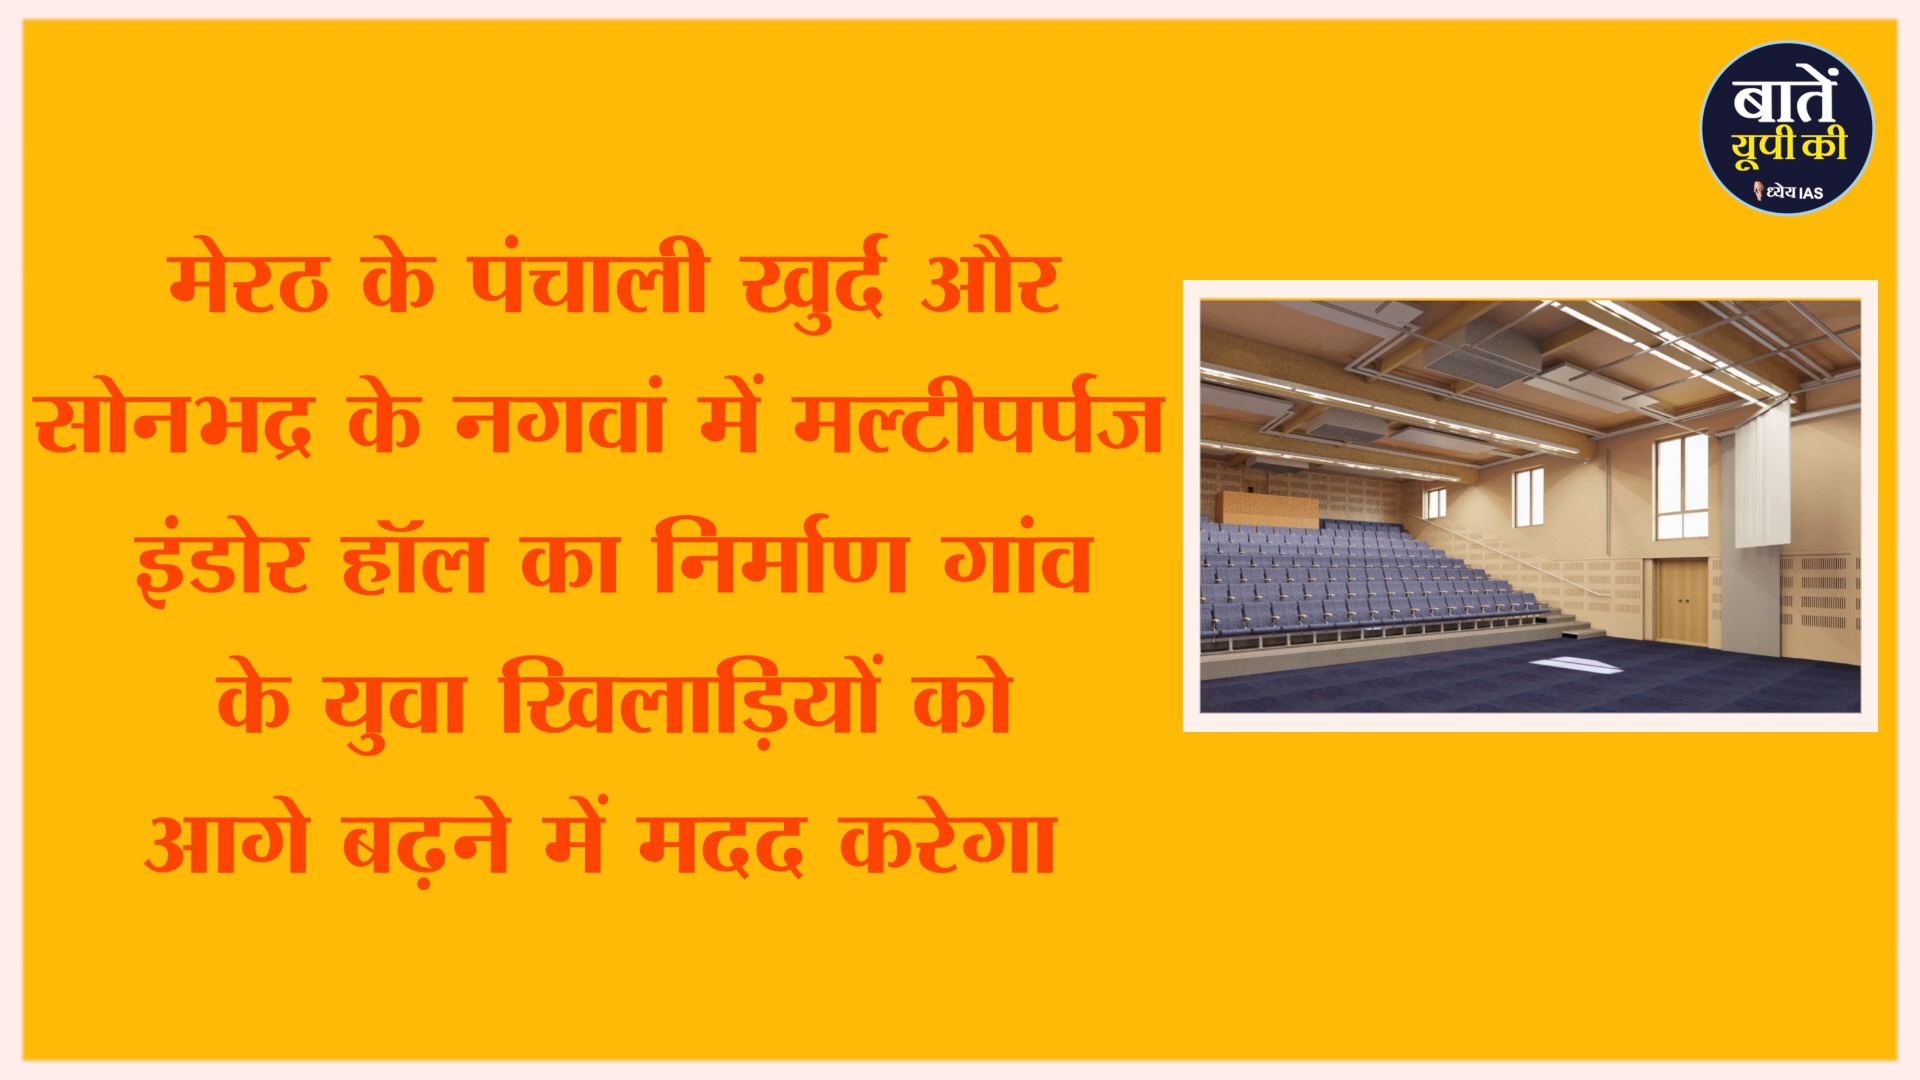 बातें
यूपी की
ध्येय IAS
मेरठ के पंचाली खुर्द और
सोनभद्र के नगवां में मल्टीपर्पज
इंडोर हॉल का निर्माण गांव
के युवा खिलाड़ियों को
आगे बढ़ने में मदद करेगा